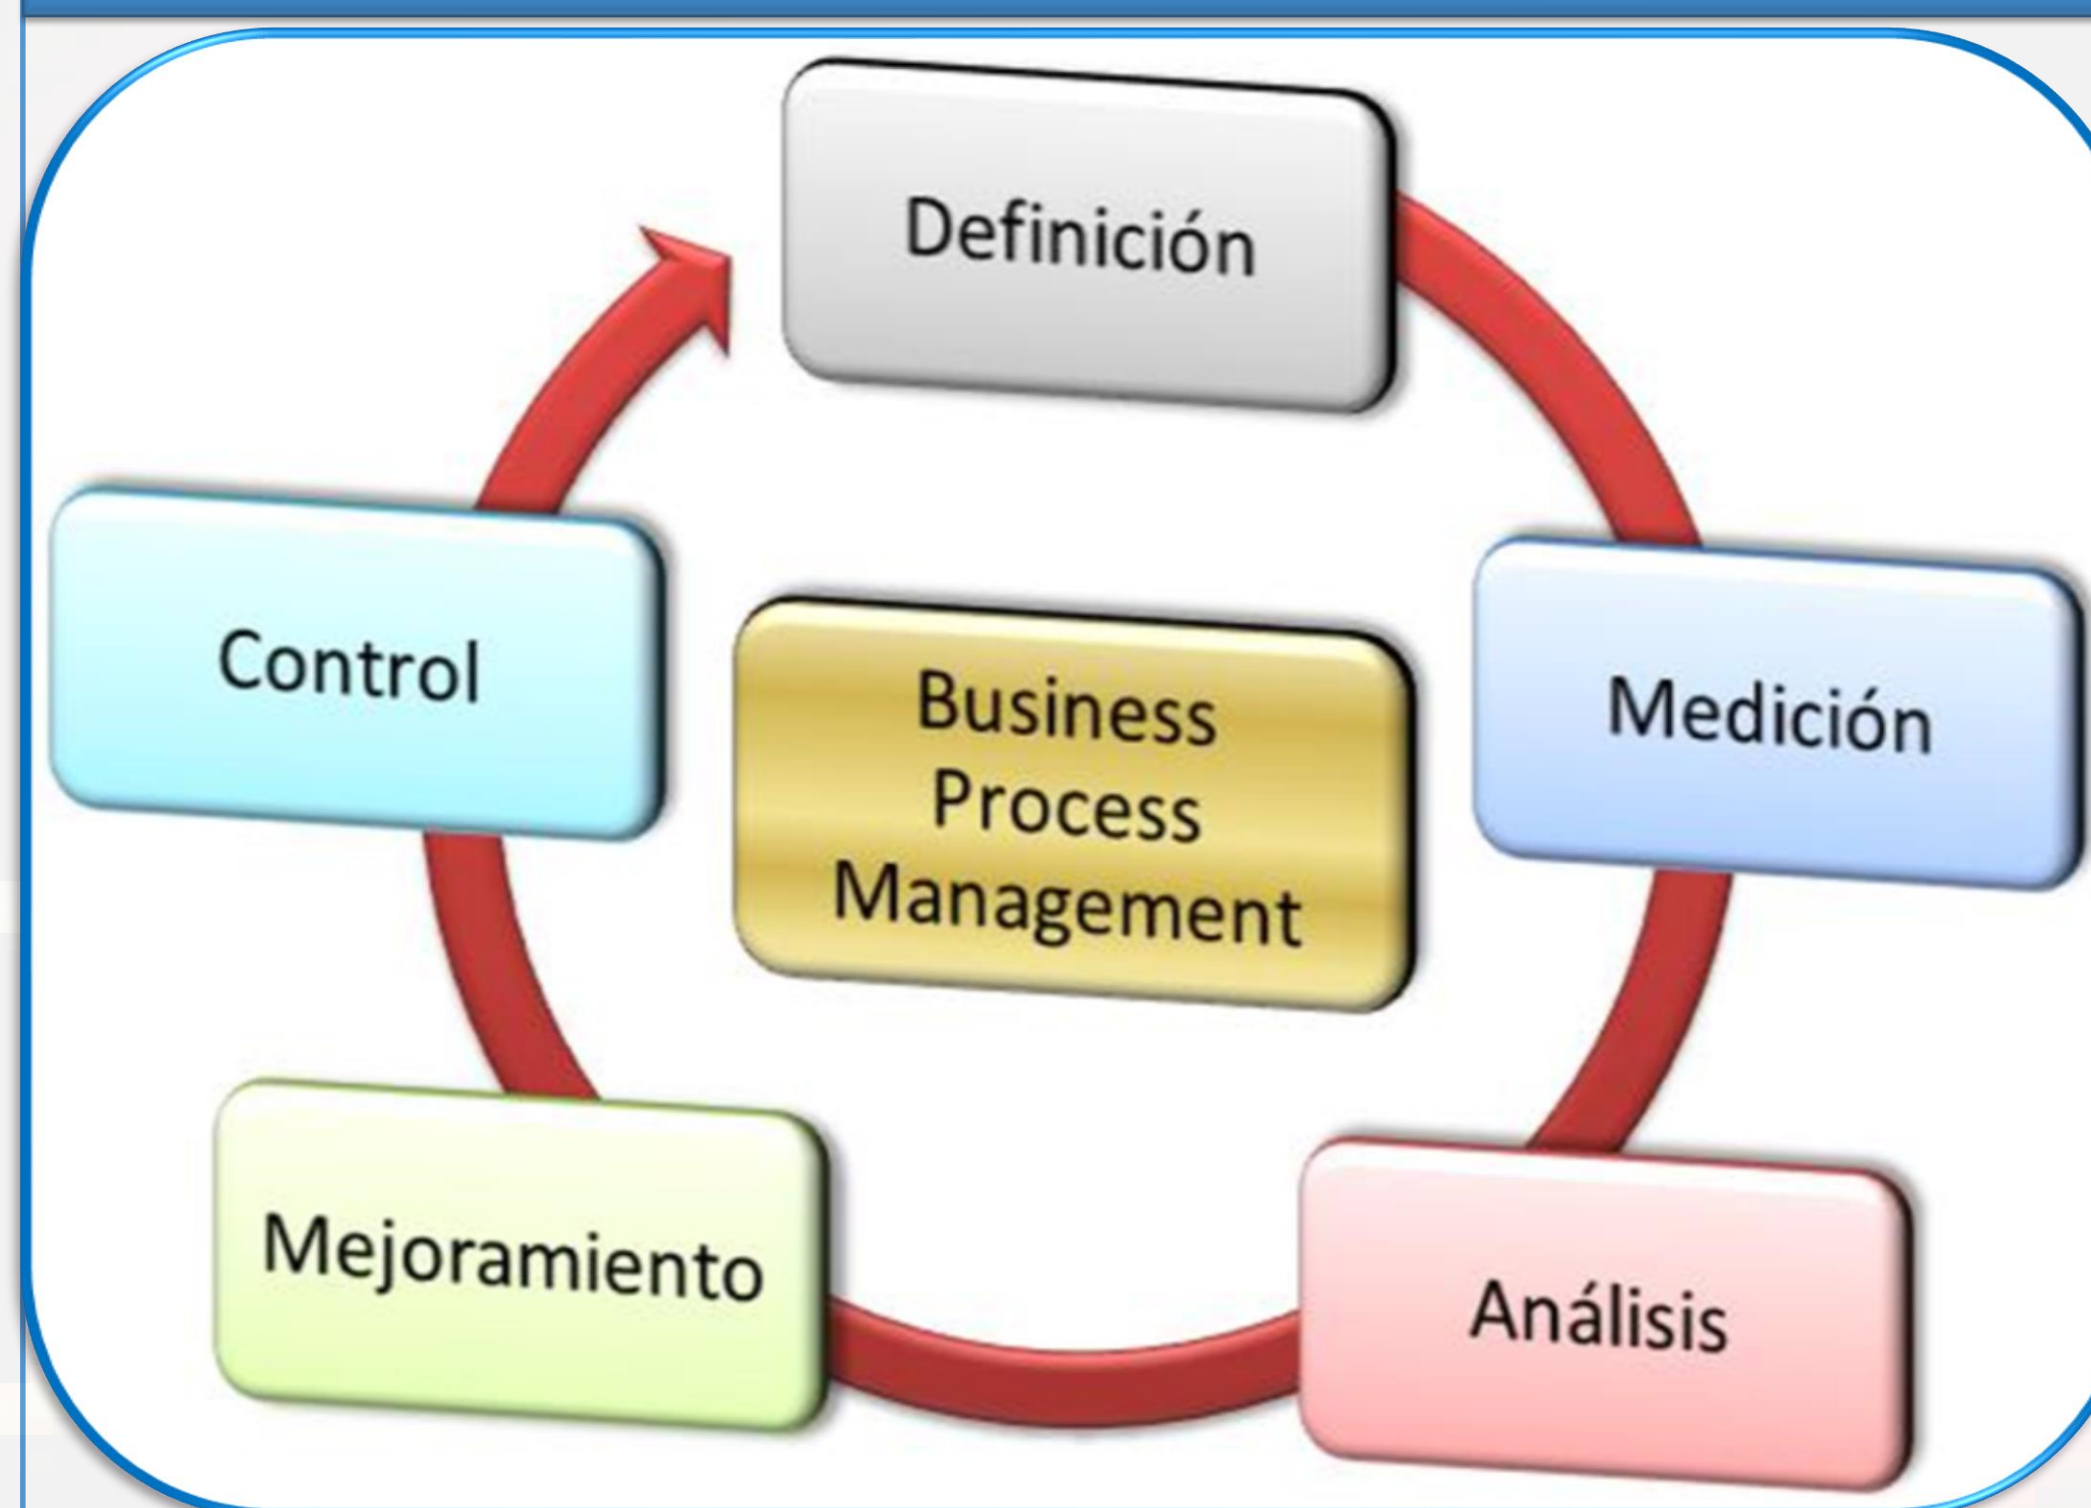 Definición
Medición
Análisis
Mejoramiento
Control
Business
Process
Management